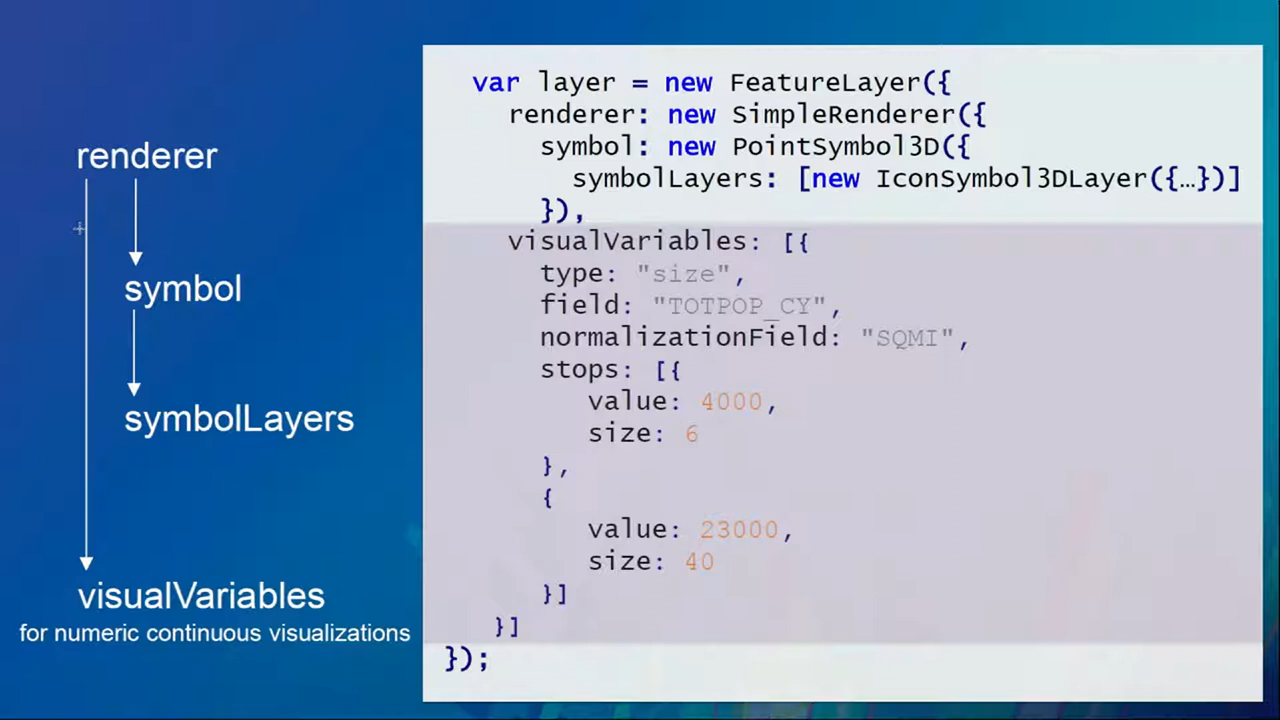 renderer
symbol
symbolLayers
visualVariables
for numeric continuous visualizations
var layer = new FeatureLayer({
renderer: new SimpleRenderer({
symbol: new PointSymbol3D({
symbolLayers: [new IconSymbol3DLayer({…})]
}),
visualVariables: [{
type: "size",
field: "TOTPOP_CY",
normalizationField: "SQMI",
stops: [{
value: 4000,
size: 6
},
{
value: 23000,
size: 40
}]
}]
});